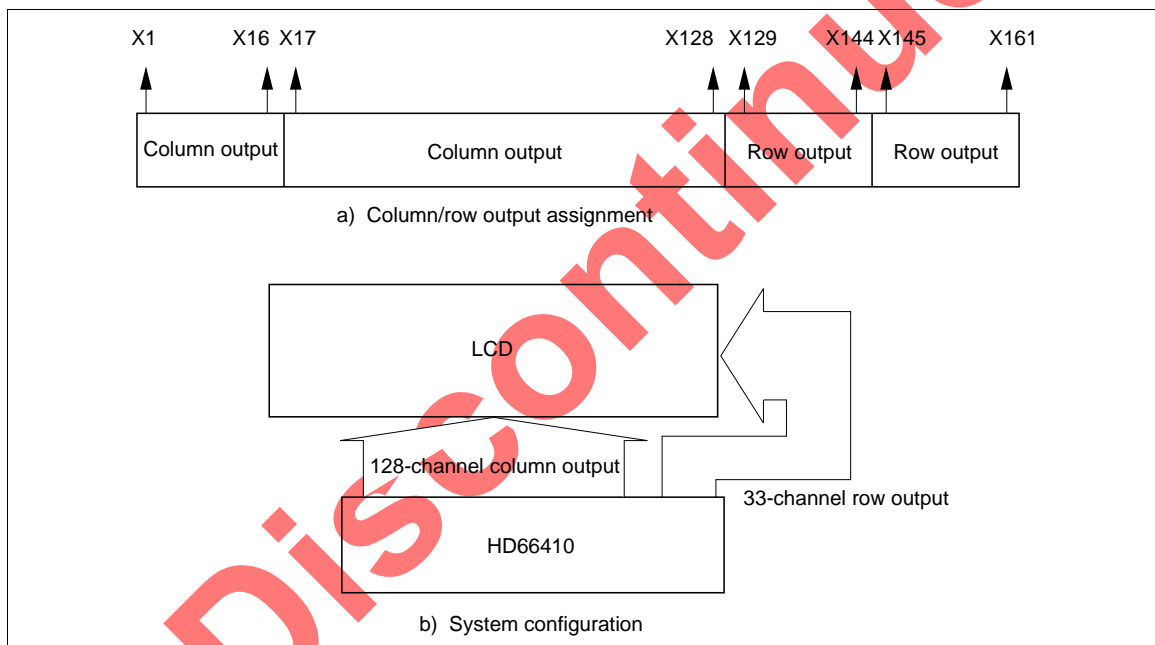 X1 X16 X17 X128 X129 X144 X145 X161
Column output Column output Row output Row output
a) Column/row output assignment
LCD
128-channel column output
33-channel row output
HD66410
b) System configuration